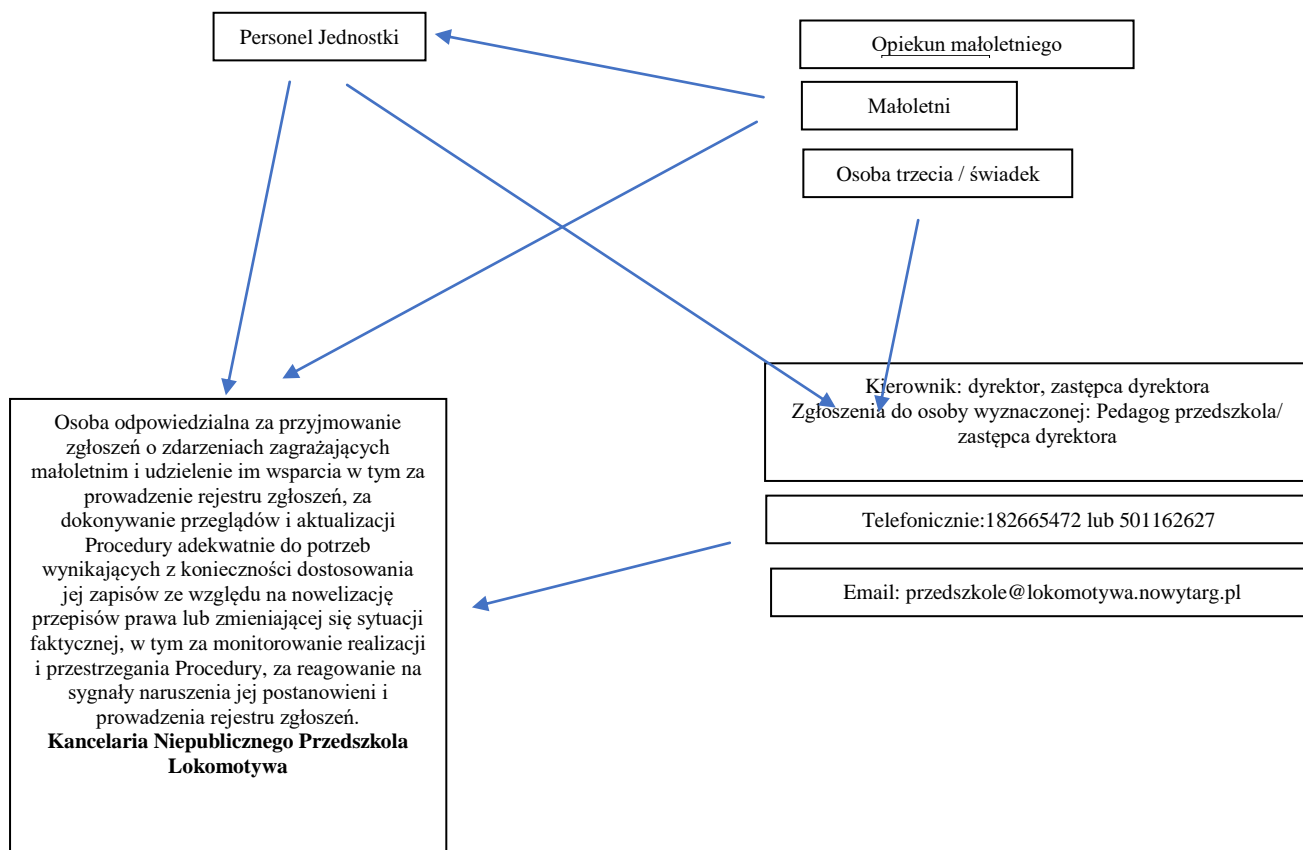 Personel Jednostki
Opiekun małoletniego
Małoletni
Osoba trzecia / świadek
Kierownik: dyrektor, zastępca dyrektora
Zgłoszenia do osoby wyznaczonej: Pedagog przedszkola/
zastępca dyrektora
Telefonicznie:182665472 lub 501162627
Email: przedszkole@lokomotywa.nowytarg.pl
Osoba odpowiedzialna za przyjmowanie
zgłoszeń o zdarzeniach zagrażających
małoletnim i udzielenie im wsparcia w tym za
prowadzenie rejestru zgłoszeń, za
dokonywanie przeglądów i aktualizacji
Procedury adekwatnie do potrzeb
wynikających z konieczności dostosowania
jej zapisów ze względu na nowelizację
przepisów prawa lub zmieniającej się sytuacji
faktycznej, w tym za monitorowanie realizacji
i przestrzegania Procedury, za reagowanie na
sygnały naruszenia jej postanowieni i
prowadzenia rejestru zgłoszeń.
Kancelaria Niepublicznego Przedszkola
Lokomotywa